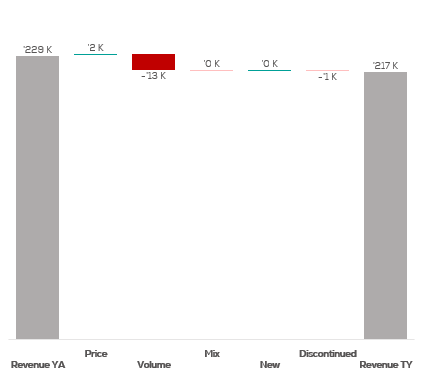 '229 K
'2 K
-'13 K
'0 K
'0 K
-'1 K
'217 K
Revenue YA
Price
Volume
Mix
New
Discontinued
Revenue TY